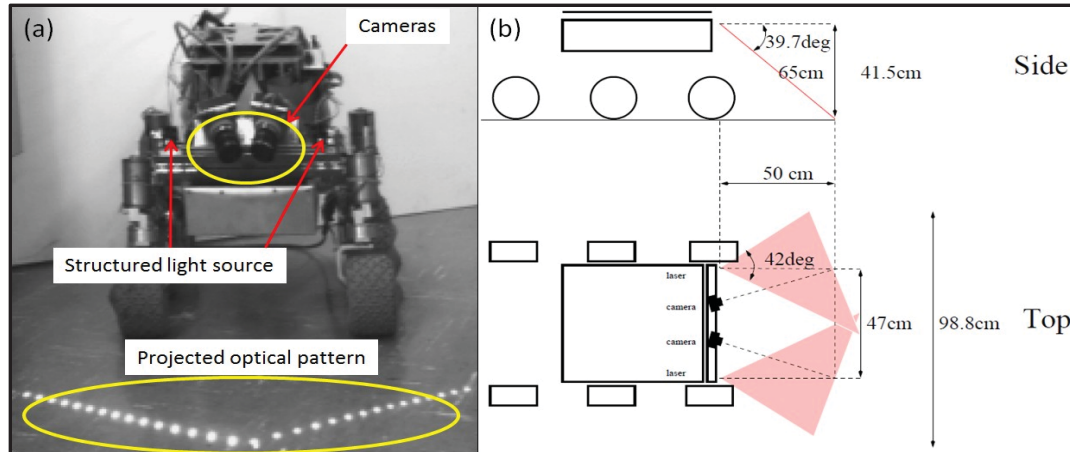 (a)
Cameras
Structured light source
Projected optical pattern
(b)
39.7deg
65cm
41.5cm
Side
50 cm
42deg
laser
camera
camera
laser
47cm
98.8cm
Top